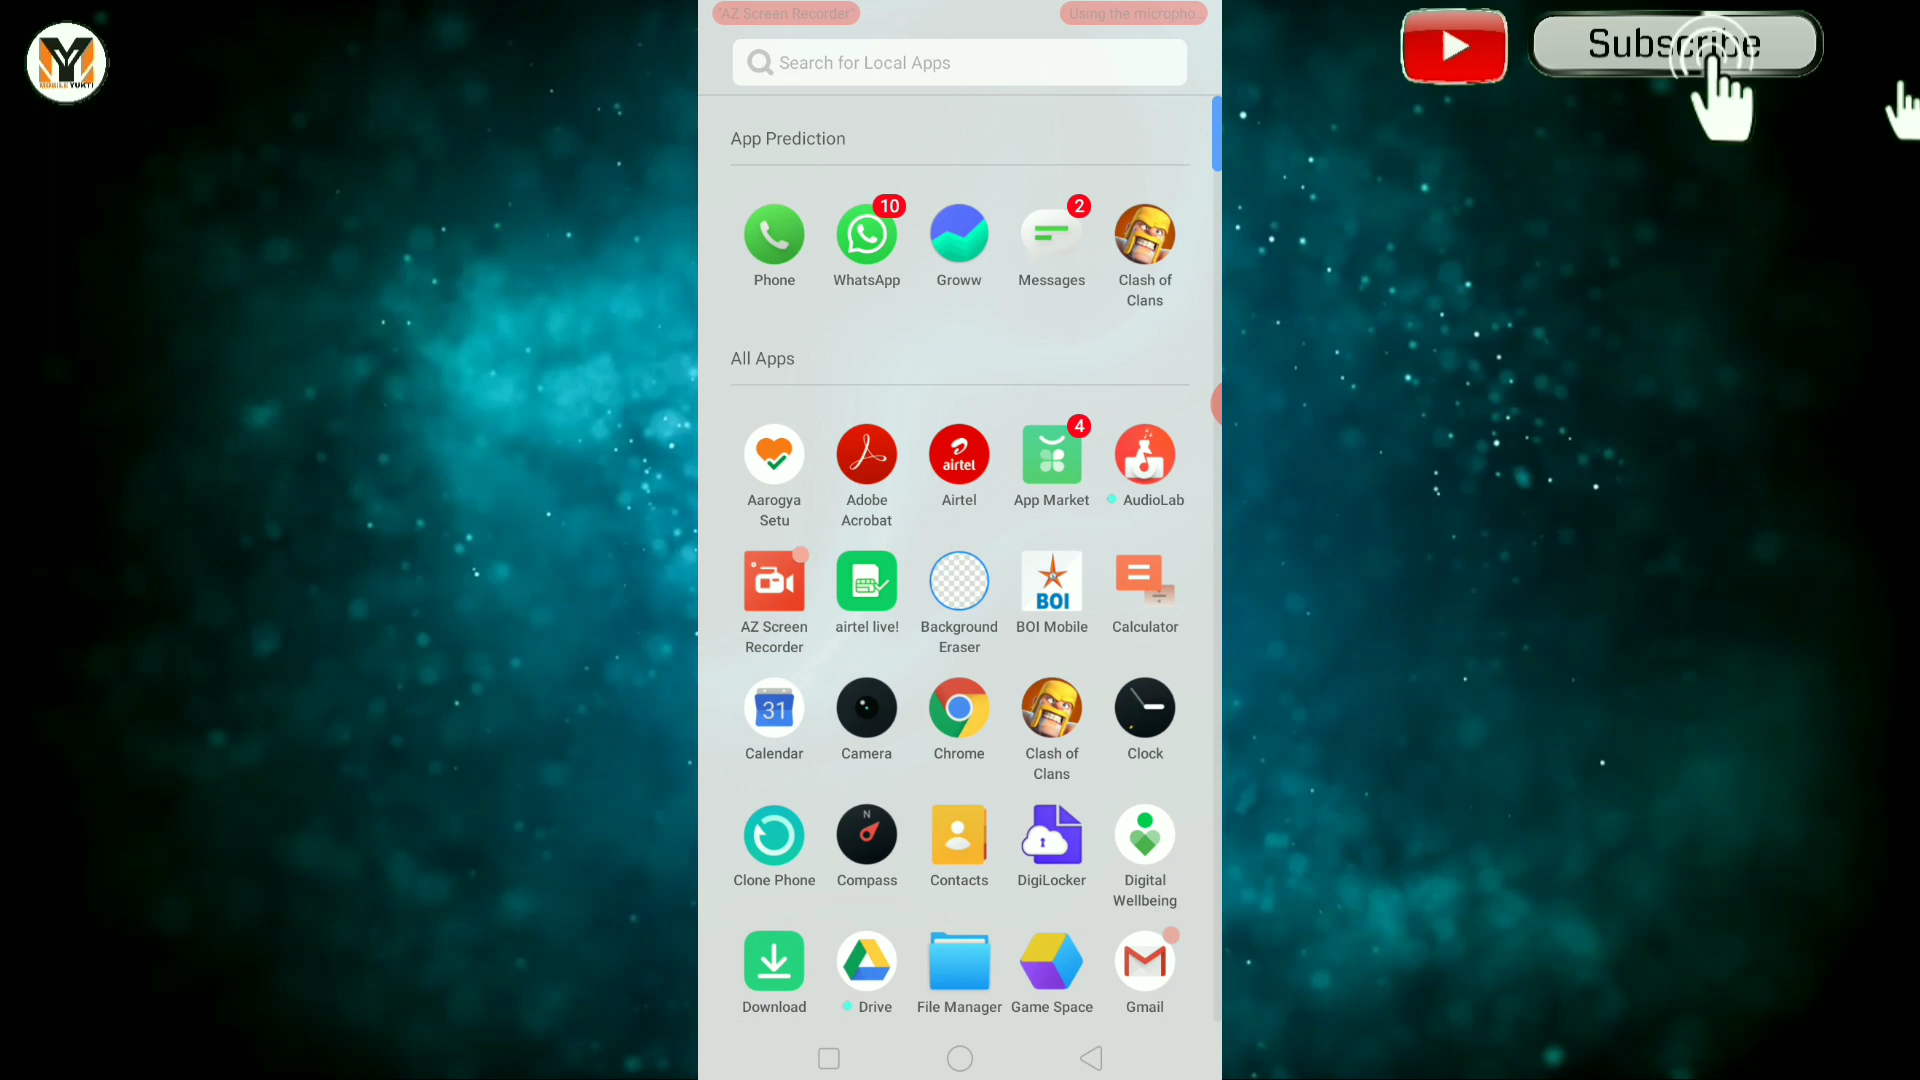 "AZ Screen Recorder"
Using the micropho...
MOBILE YUKTI
Subscribe
Search for Local Apps
App Prediction
10
2
Phone
WhatsApp
Groww
Messages
Clash of
Clans
All Apps
airtel
4
Aarogya
Setu
Adobe
Acrobat
Airtel
App Market
AudioLab
BOI
AZ Screen
Recorder
airtel live!
Background
Eraser
BOI Mobile
Calculator
31
Calendar
Camera
Chrome
Clash of
Clans
Clock
N
Clone Phone
Compass
Contacts
DigiLocker
Digital
Wellbeing
Download
Drive
File Manager
Game Space
Gmail